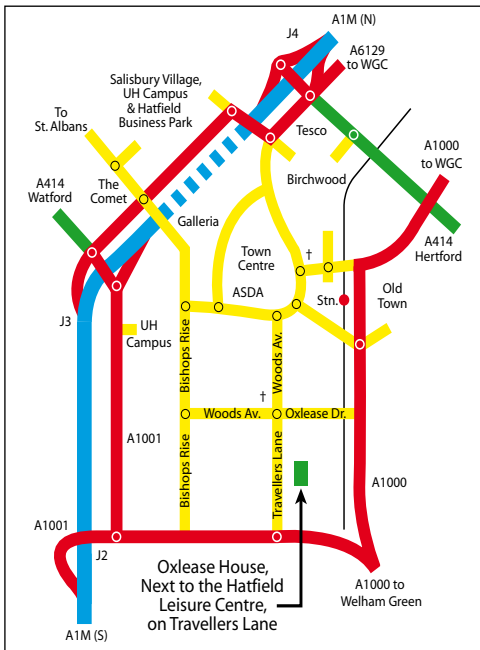 A1M (N)
J4
A6129
to WGC
Salisbury Village,
UH Campus
& Hatfield
Business Park
To
St. Albans
Tesco
A1000
to WGC
Birchwood
The
Comet
A414
Watford
Galleria
A414
Hertford
Town
Centre
†
ASDA
Stn.
Old
Town
J3
UH
Campus
Bishops Rise
Woods Av.
†
Woods Av.
Oxlease Dr.
A1001
Bishops Rise
Travellers Lane
A1000
A1001
J2
Oxlease House,
Next to the Hatfield
Leisure Centre,
on Travellers Lane
A1000 to
Welham Green
A1M (S)